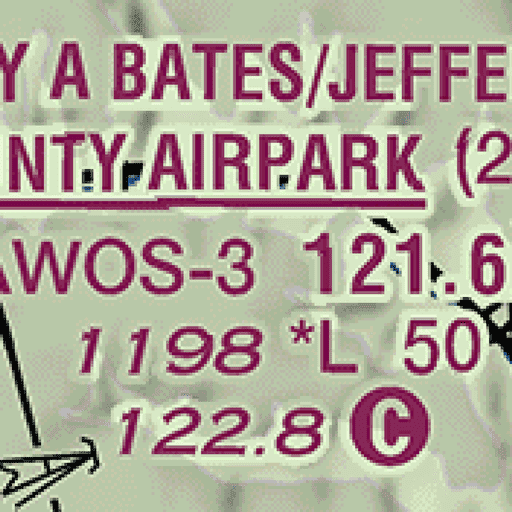 Y A BATES/JEFFE
NTY AIRPARK (2
AWOS-3 121.6
1198 *L 50
122.8 C